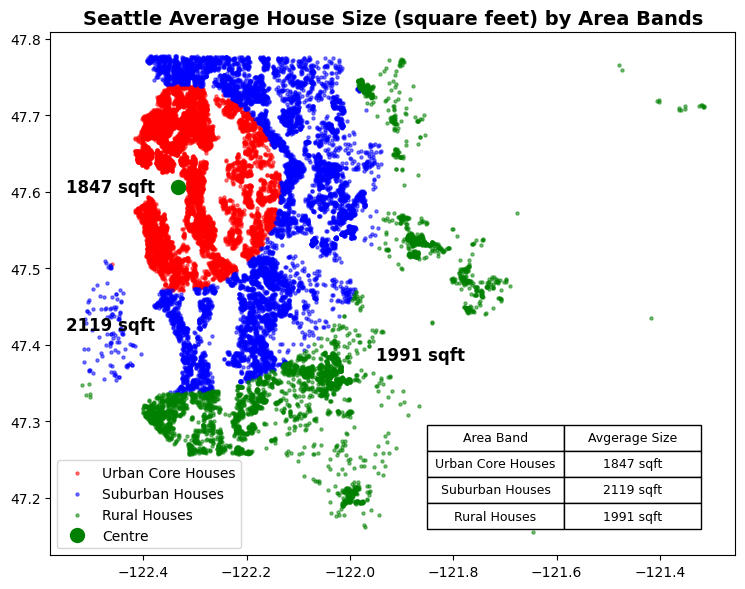 Seattle Average House Size (square feet) by Area Bands
47.8
47.7
47.6
47.5
47.4
47.3
47.2
1847 sqft
2119 sqft
1991 sqft
Area Band Avgerage Size
Urban Core Houses 1847 sqft
Suburban Houses 2119 sqft
Rural Houses 1991 sqft
Urban Core Houses
Suburban Houses
Rural Houses
Centre
−122.4 −122.2 −122.0 −121.8 −121.6 −121.4